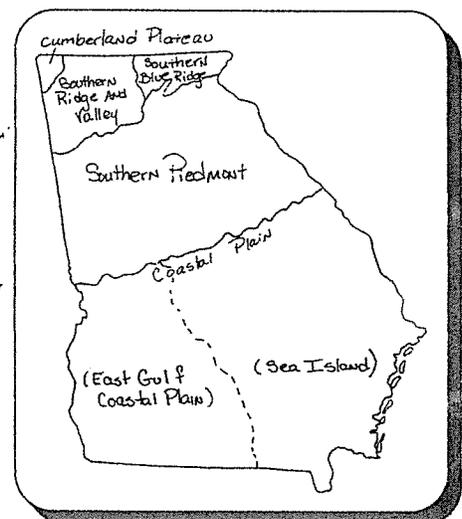 Cumberland Plateau
Southern
Blue Ridge
Southern
Ridge And
Valley
Southern Piedmont
Coastal Plain
(East Gulf
Coastal Plain)
(Sea Island)